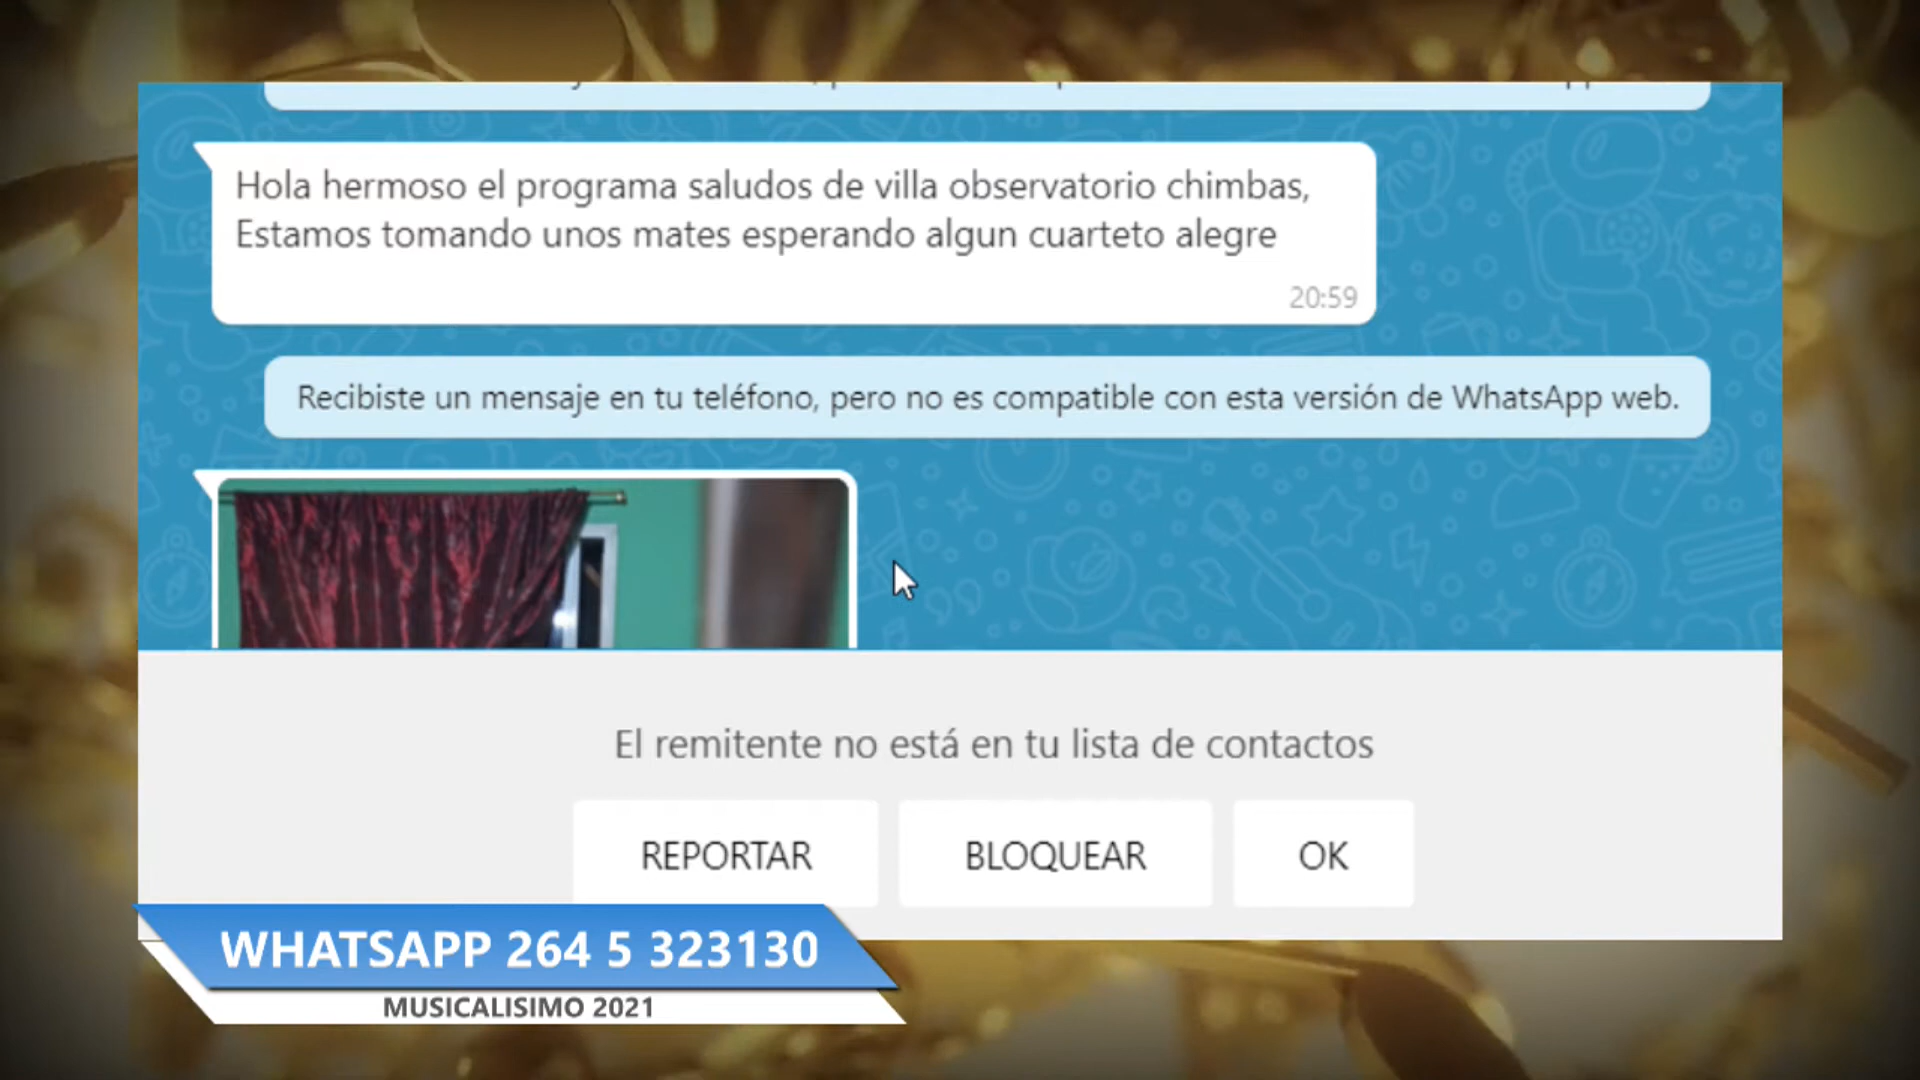 Hola hermoso el programa saludos de villa observatorio chimbas,
Estamos tomando unos mates esperando algun cuarteto alegre
20:59
Recibiste un mensaje en tu teléfono, pero no es compatible con esta versión de WhatsApp web.
El remitente no está en tu lista de contactos
REPORTAR BLOQUEAR OK
WHATSAPP 264 5 323130
MUSICALISIMO 2021